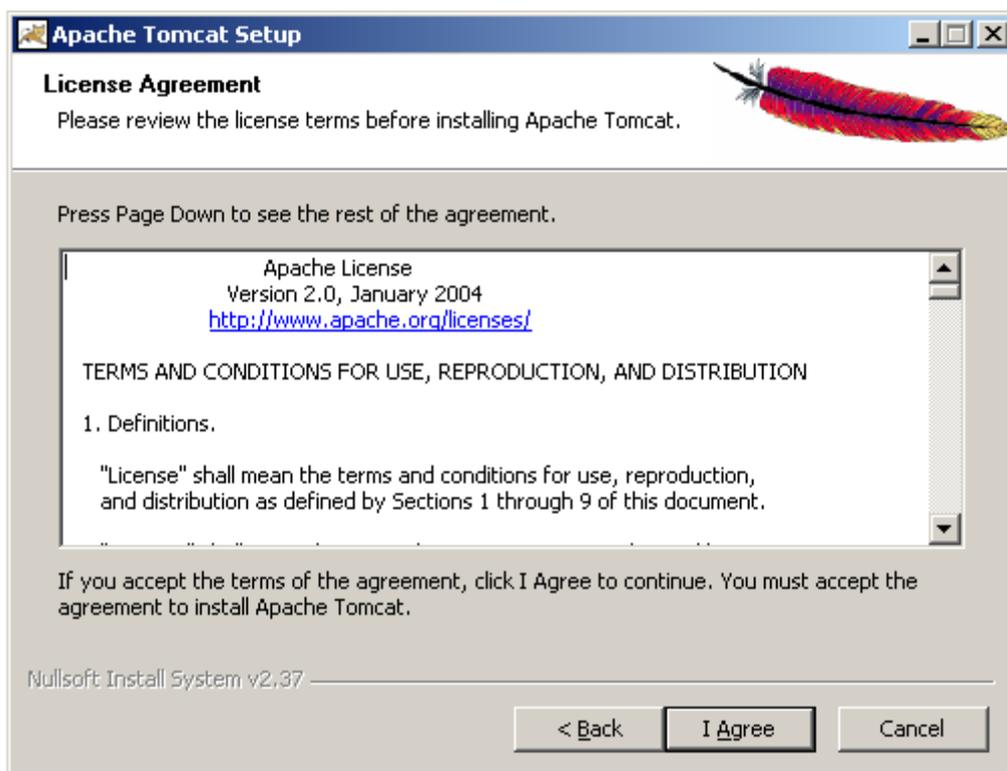 Apache Tomcat Setup
License Agreement
Please review the license terms before installing Apache Tomcat.
Press Page Down to see the rest of the agreement.
Apache License
Version 2.0, January 2004
http://www.apache.org/licenses/
TERMS AND CONDITIONS FOR USE, REPRODUCTION, AND DISTRIBUTION
1. Definitions.
"License" shall mean the terms and conditions for use, reproduction,
and distribution as defined by Sections 1 through 9 of this document.
If you accept the terms of the agreement, click I Agree to continue. You must accept the
agreement to install Apache Tomcat.
Nullsoft Install System v2.37
< Back
I Agree
Cancel